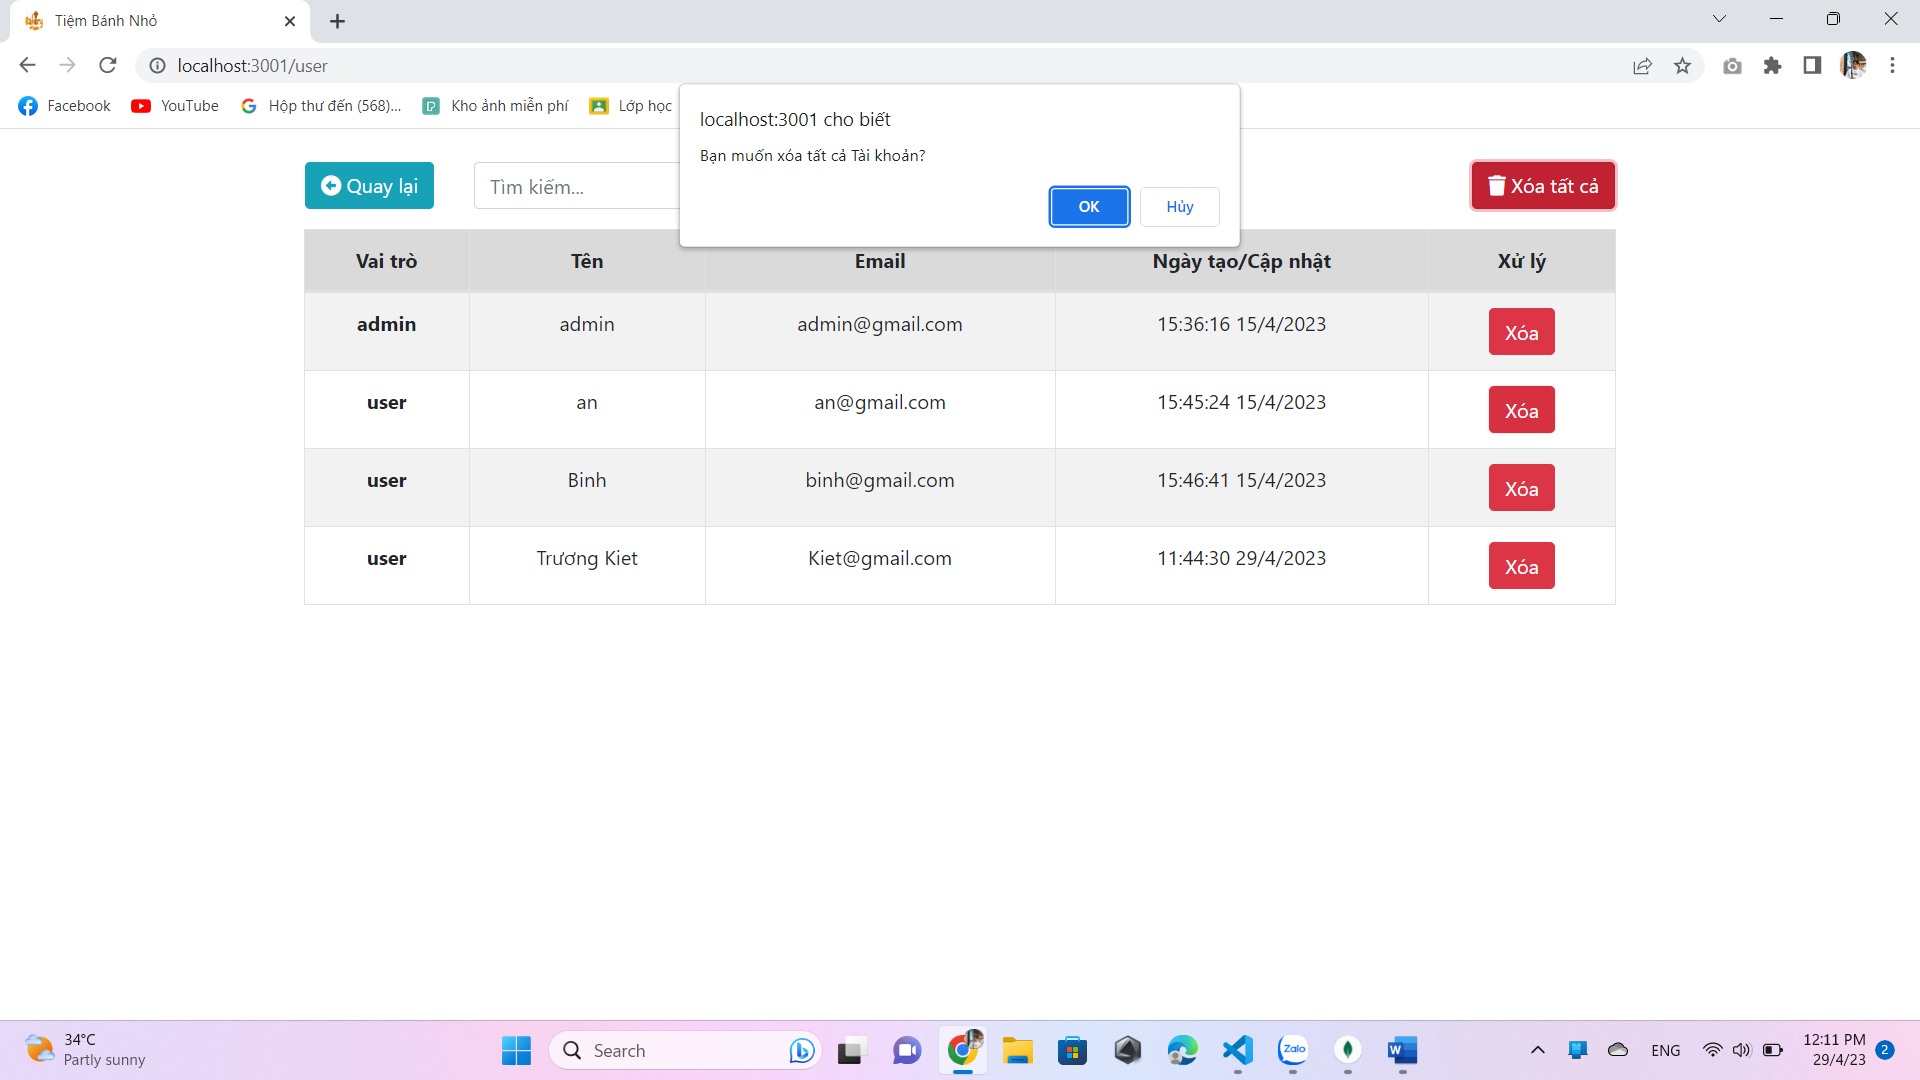 Tiệm Bánh Nhỏ
localhost:3001/user
Facebook YouTube Hộp thư đến (568)... Kho ảnh miễn phí Lớp học
localhost:3001 cho biết
Bạn muốn xóa tất cả Tài khoản?
OK Hủy
Quay lại Tìm kiếm... Xóa tất cả
Vai trò Tên Email Ngày tạo/Cập nhật Xử lý
admin admin admin@gmail.com 15:36:16 15/4/2023 Xóa
user an an@gmail.com 15:45:24 15/4/2023 Xóa
user Binh binh@gmail.com 15:46:41 15/4/2023 Xóa
user Trương Kiet Kiet@gmail.com 11:44:30 29/4/2023 Xóa
34°C
Partly sunny
Search
Zalo
ENG
12:11 PM
29/4/23
2